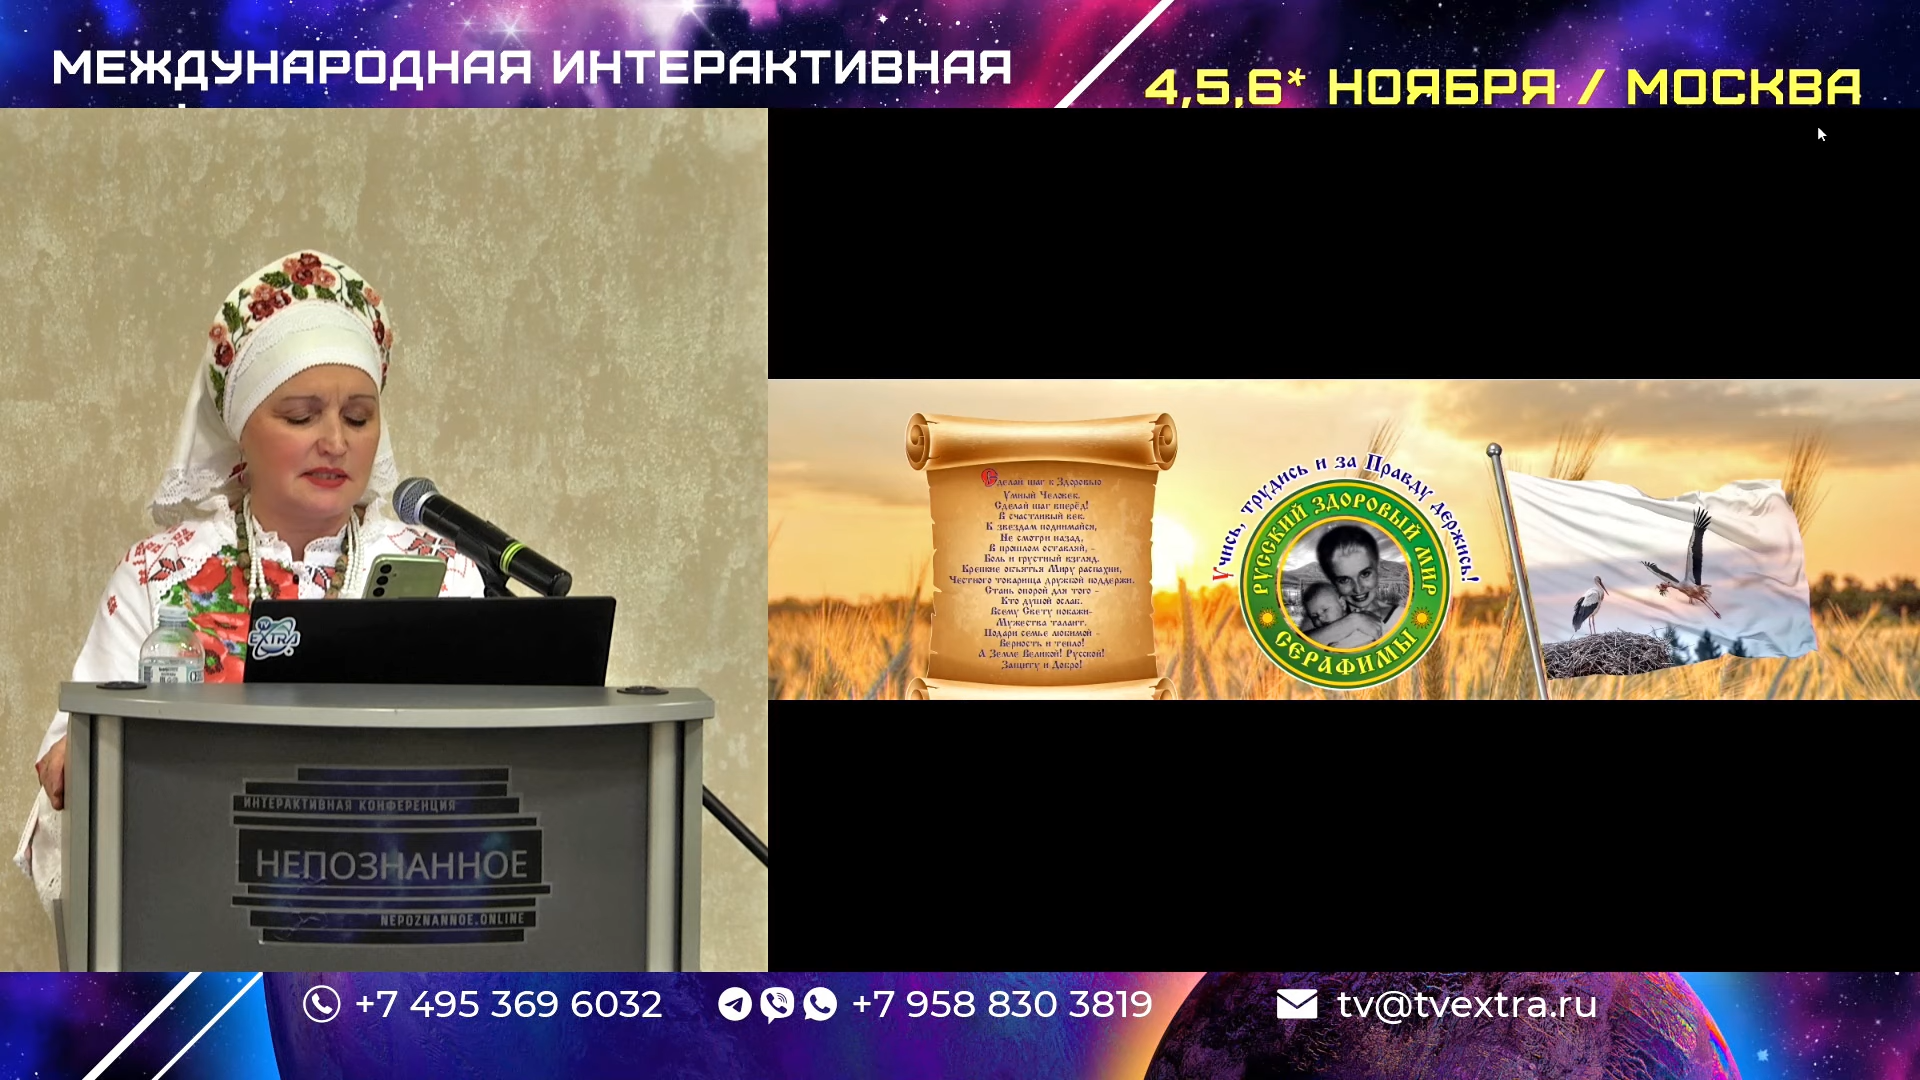 МЕЖДУНАРОДНАЯ ИНТЕРАКТИВНАЯ
4,5,6* НОЯБРЯ / МОСКВА
Сделай шаг к Здоровью
Умный Человек.
Сделай шаг вперёд!
В счастливый век.
К звездам поднимайся,
Не смотри назад,
В прошлом оставляй, -
Боль и грустный взгляд.
Крепкие объятья Миру распахни,
Честного товарища дружбой поддержи.
Стань опорой для того -
Кто душой ослаб.
Всему Свету покажи-
Мужества талант.
Подари семье любимой -
Верность и тепло!
А Земле Великой! Русской!
Защиту и Добро!
Учись, трудись и за Правду держись!
РУССКИЙ ЗДОРОВЫЙ МИР
СЕРАФИМЫ
TV
EXTRA
ИНТЕРАКТИВНАЯ КОНФЕРЕНЦИЯ
НЕПОЗНАННОЕ
NEPOZNANNOE.ONLINE
+7 495 369 6032
+7 958 830 3819
tv@tvextra.ru